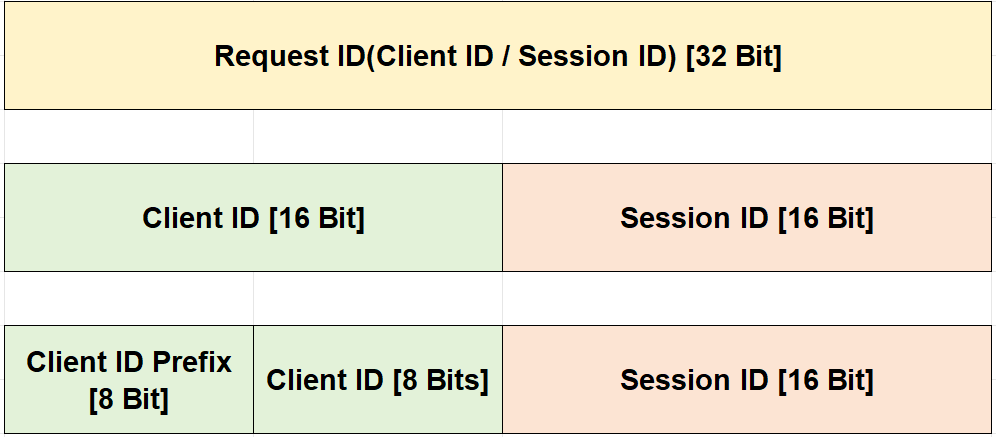 Request ID(Client ID / Session ID) [32 Bit]
Client ID [16 Bit]
Session ID [16 Bit]
Client ID Prefix
[8 Bit]
Client ID [8 Bits]
Session ID [16 Bit]